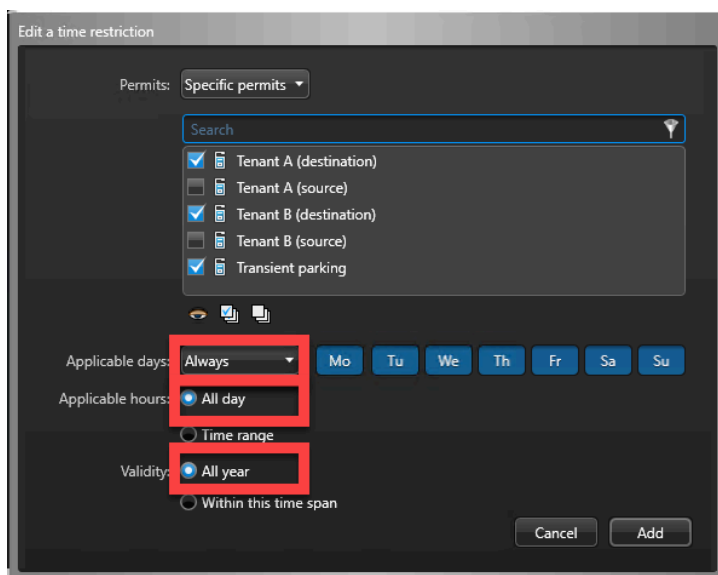 Edit a time restriction
Permits: Specific permits
Search
Tenant A (destination)
Tenant A (source)
Tenant B (destination)
Tenant B (source)
Transient parking
Applicable days: Always Mo Tu We Th Fr Sa Su
Applicable hours: All day
Time range
Validity: All year
Within this time span
Cancel Add